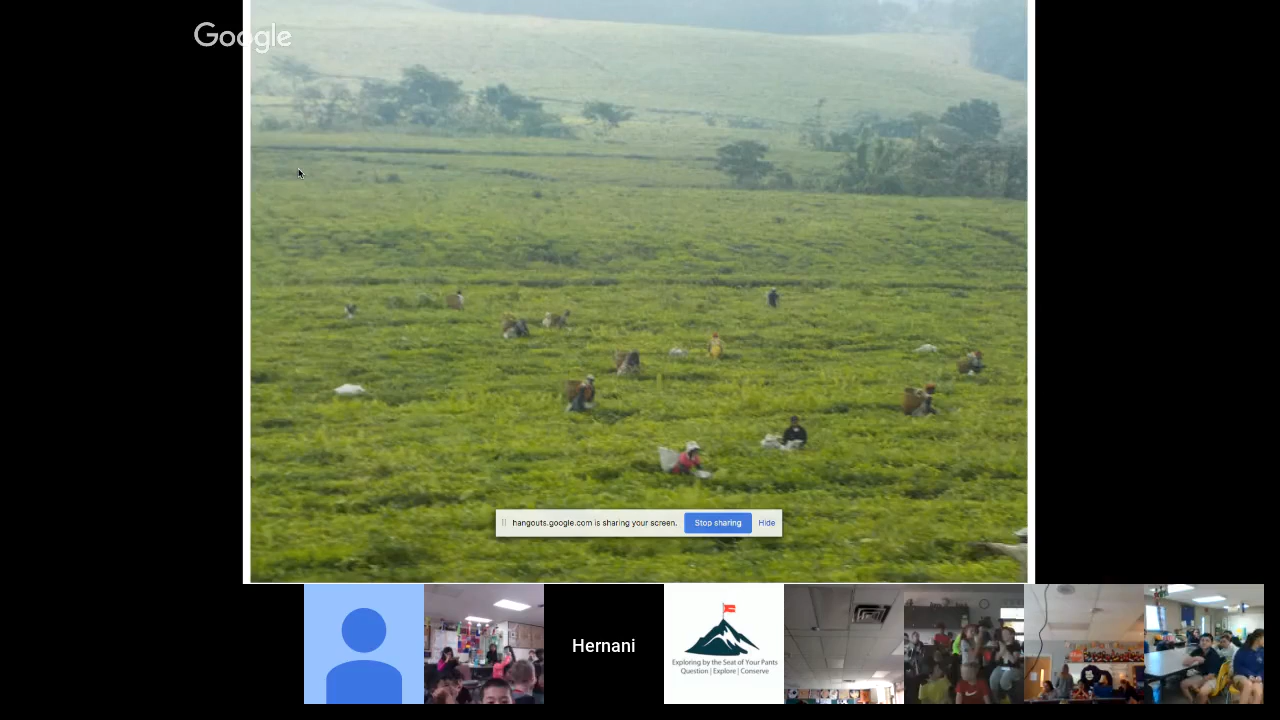 Google
hangouts.google.com is sharing your screen.
Stop sharing
Hide
Hernani
Exploring by the Seat of Your Pants
Question | Explore | Conserve